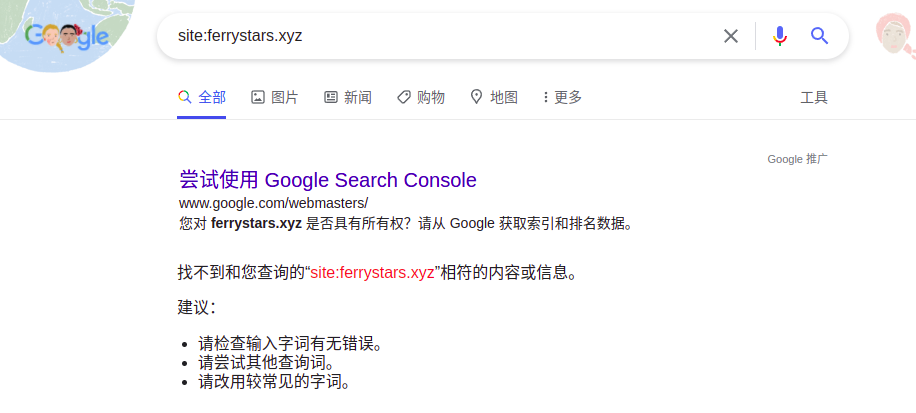 Google
site:ferrystars.xyz
全部 图片 新闻 购物 地图 更多 工具
Google 推广
尝试使用 Google Search Console
www.google.com/webmasters/
您对 ferrystars.xyz 是否具有所有权？请从 Google 获取索引和排名数据。
找不到和您查询的“site:ferrystars.xyz”相符的内容或信息。
建议：
请检查输入字词有无错误。
请尝试其他查询词。
请改用较常见的字词。